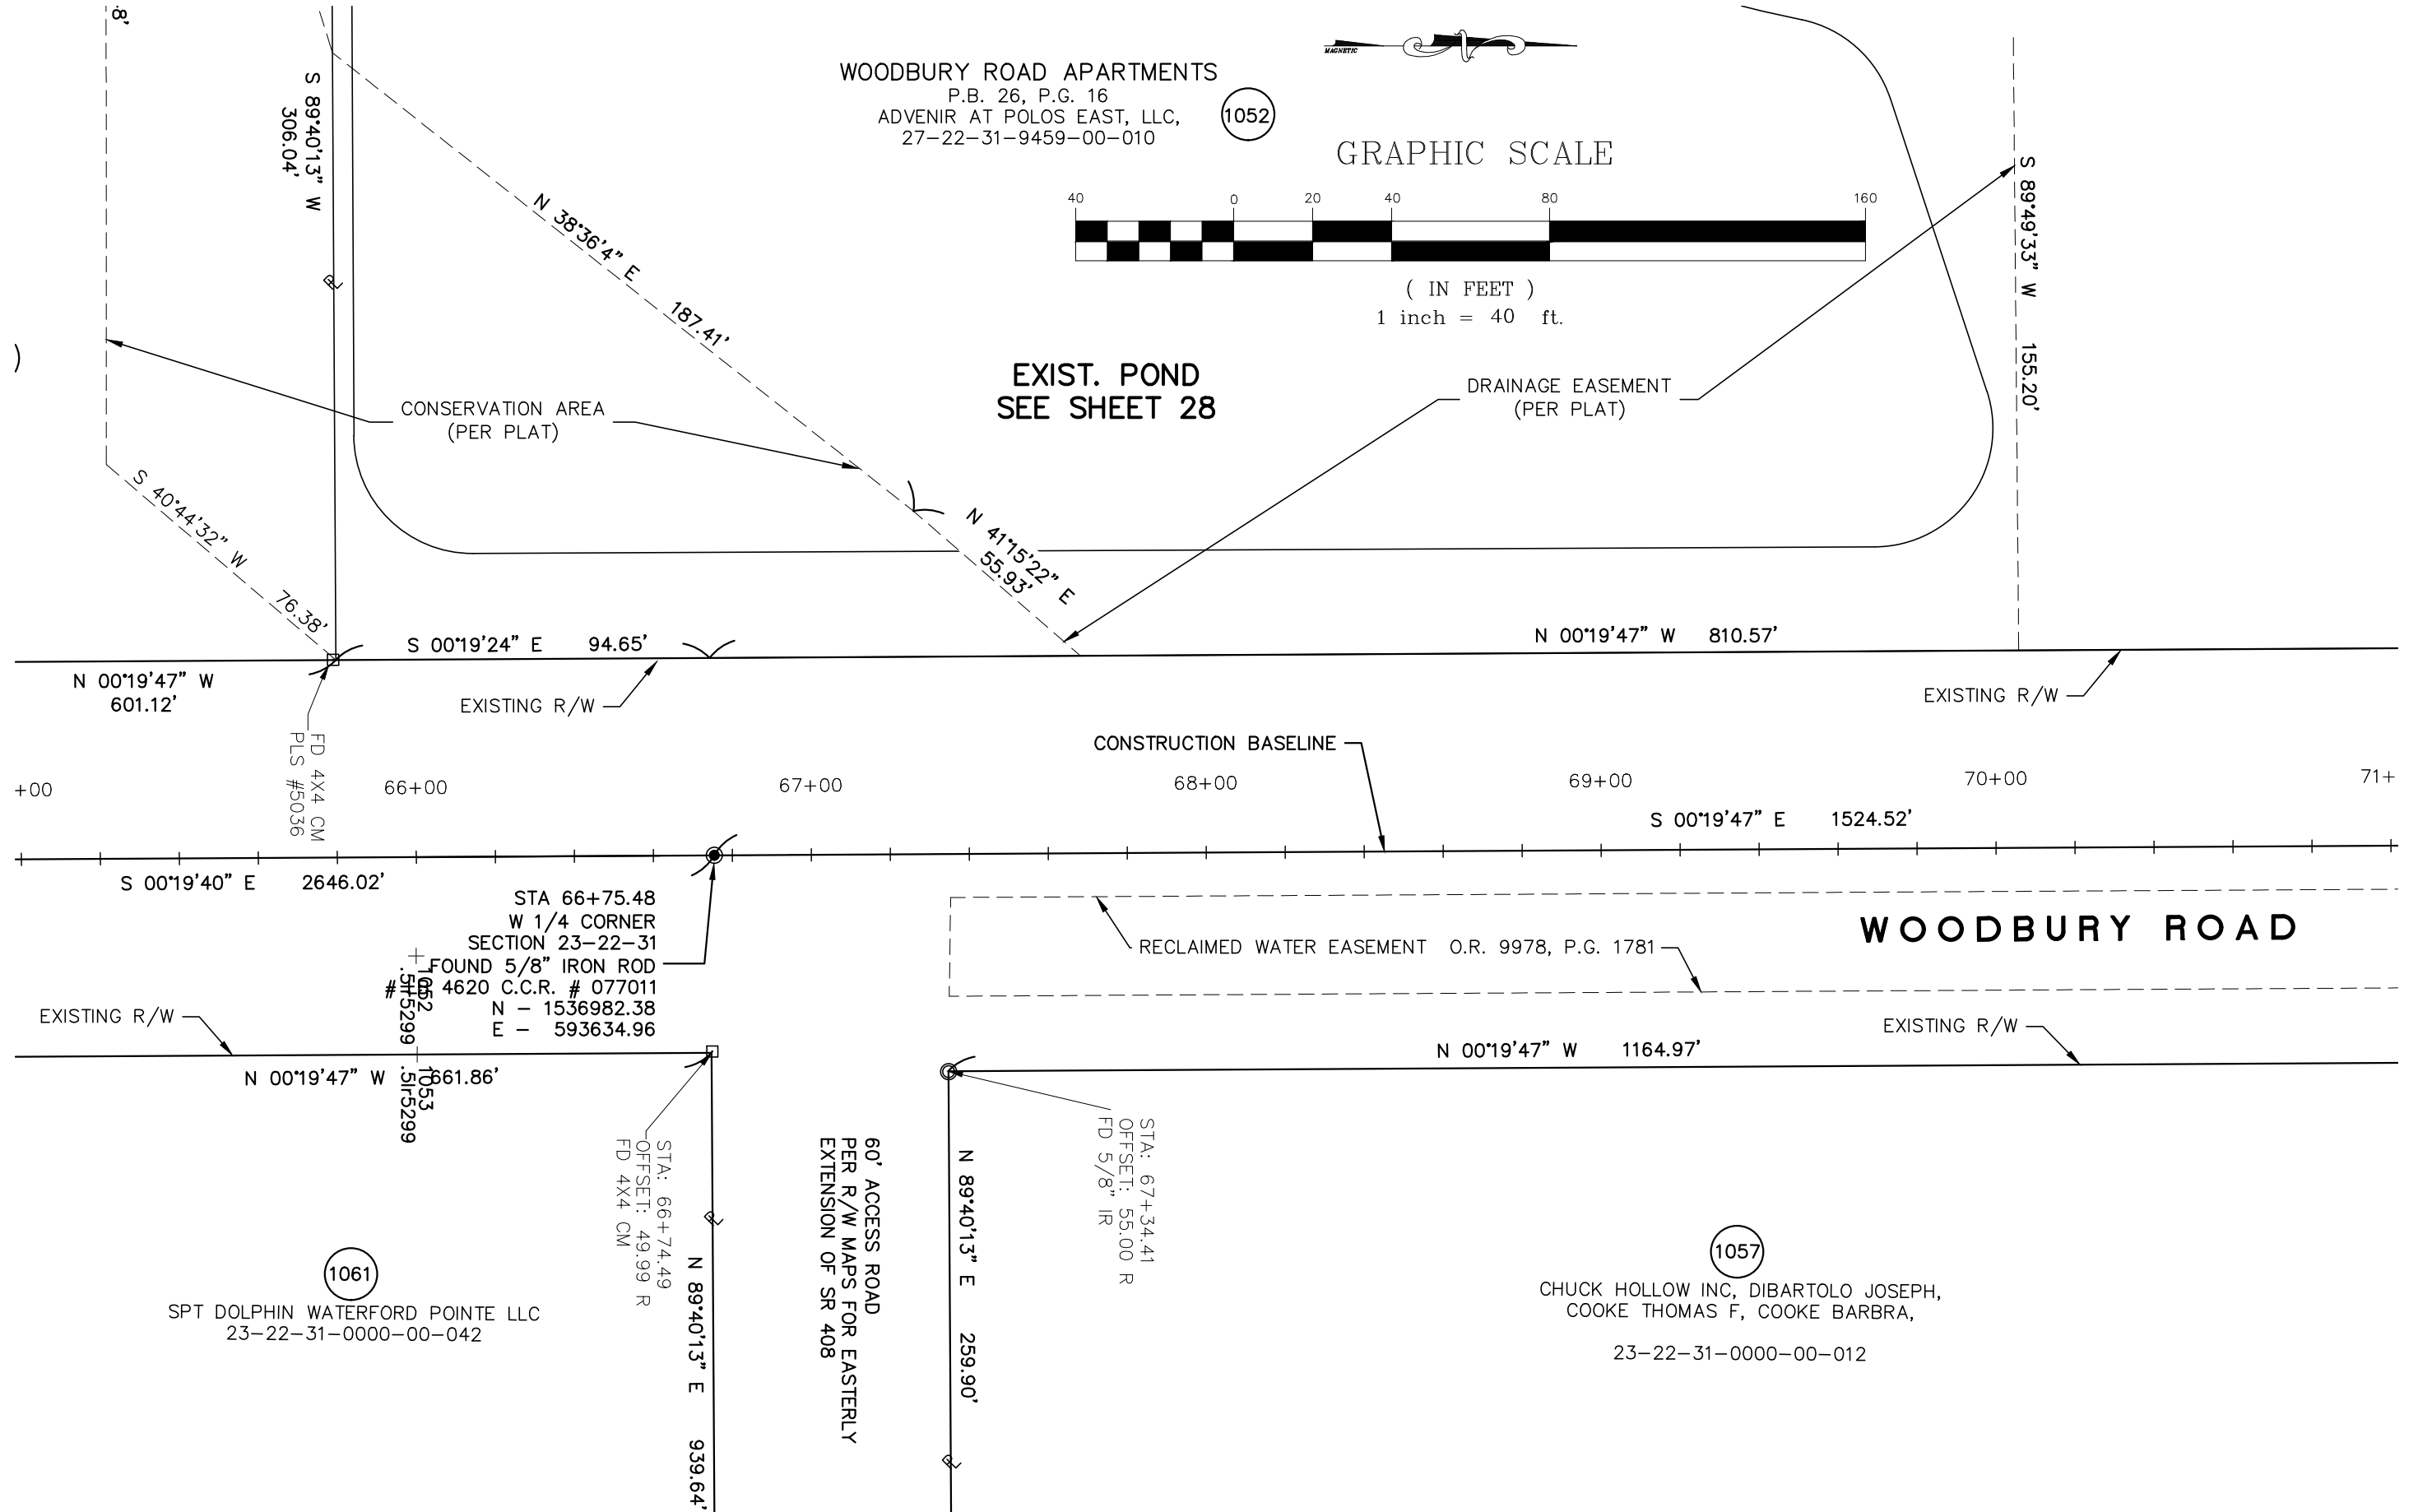 8'
MAGNETIC
WOODBURY ROAD APARTMENTS
P.B. 26, P.G. 16
ADVENIR AT POLOS EAST, LLC,
27-22-31-9459-00-010
1052
GRAPHIC SCALE
40 0 20 40 80 160
( IN FEET )
1 inch = 40 ft.
S 89°40'13" W
306.04'
N 38°36'4" E 187.41'
S 89°49'33" W 155.20'
EXIST. POND
SEE SHEET 28
CONSERVATION AREA
(PER PLAT)
DRAINAGE EASEMENT
(PER PLAT)
S 40°44'32" W 76.38'
N 41°15'22" E
55.93'
S 00°19'24" E 94.65'
N 00°19'47" W 810.57'
N 00°19'47" W
601.12'
EXISTING R/W
EXISTING R/W
FD 4X4 CM
PLS #5036
CONSTRUCTION BASELINE
+00 66+00 67+00 68+00 69+00 70+00 71+
S 00°19'47" E 1524.52'
S 00°19'40" E 2646.02'
STA 66+75.48
W 1/4 CORNER
SECTION 23-22-31
FOUND 5/8" IRON ROD
4620 C.C.R. # 077011
N - 1536982.38
E - 593634.96
1052
.5Ir5299
WOODBURY ROAD
RECLAIMED WATER EASEMENT O.R. 9978, P.G. 1781
EXISTING R/W
EXISTING R/W
N 00°19'47" W 661.86'
1053
.5Ir5299
N 00°19'47" W 1164.97'
STA: 66+74.49
OFFSET: 49.99 R
FD 4X4 CM
60' ACCESS ROAD
PER R/W MAPS FOR EASTERLY
EXTENSION OF SR 408
STA: 67+34.41
OFFSET: 55.00 R
FD 5/8" IR
N 89°40'13" E 939.64'
N 89°40'13" E 259.90'
1061
SPT DOLPHIN WATERFORD POINTE LLC
23-22-31-0000-00-042
1057
CHUCK HOLLOW INC, DIBARTOLO JOSEPH,
COOKE THOMAS F, COOKE BARBRA,
23-22-31-0000-00-012